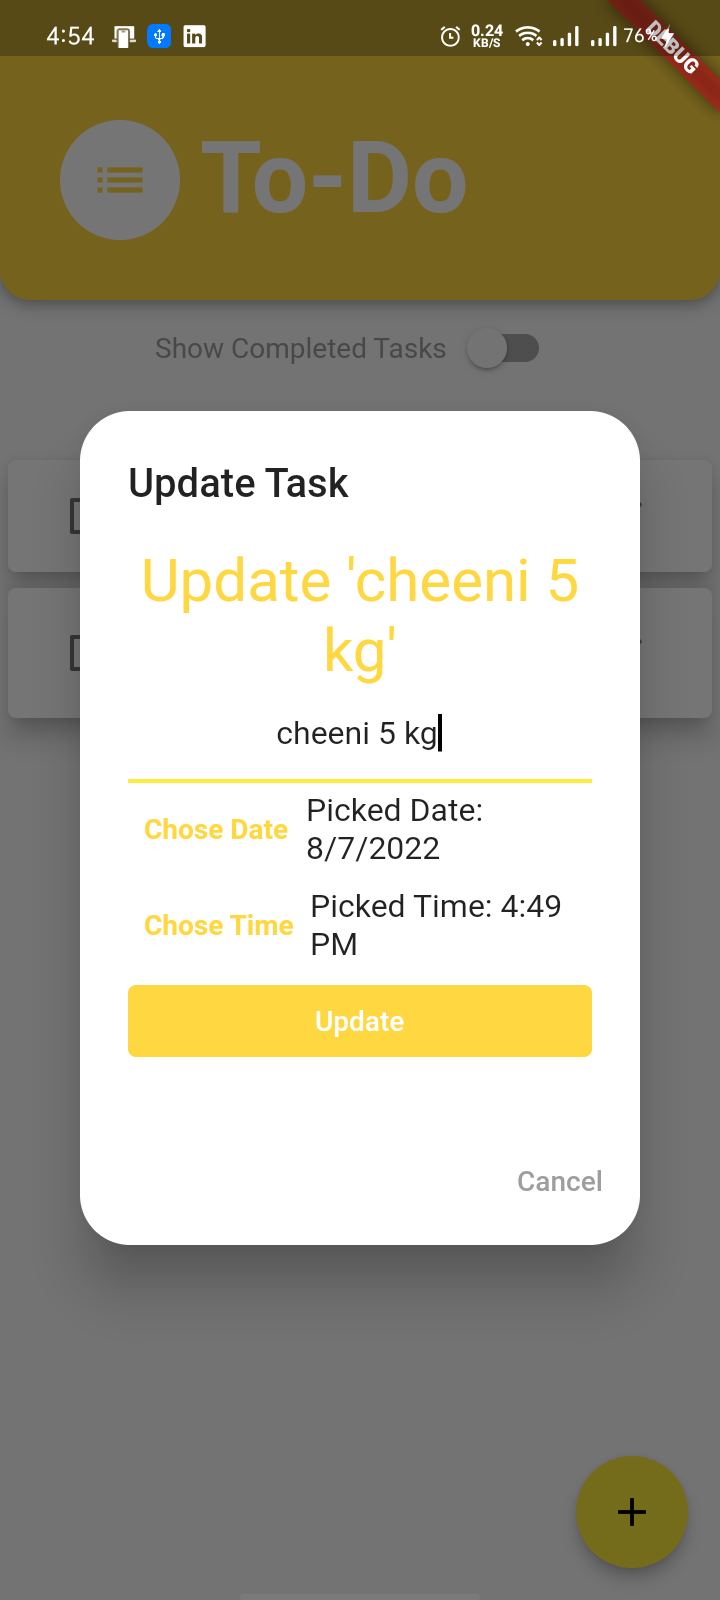 4:54
0.24
KB/S
76%
DEBUG
To-Do
Show Completed Tasks
Update Task
Update 'cheeni 5
kg'
cheeni 5 kg
Chose Date
Picked Date:
8/7/2022
Chose Time
Picked Time: 4:49
PM
Update
Cancel